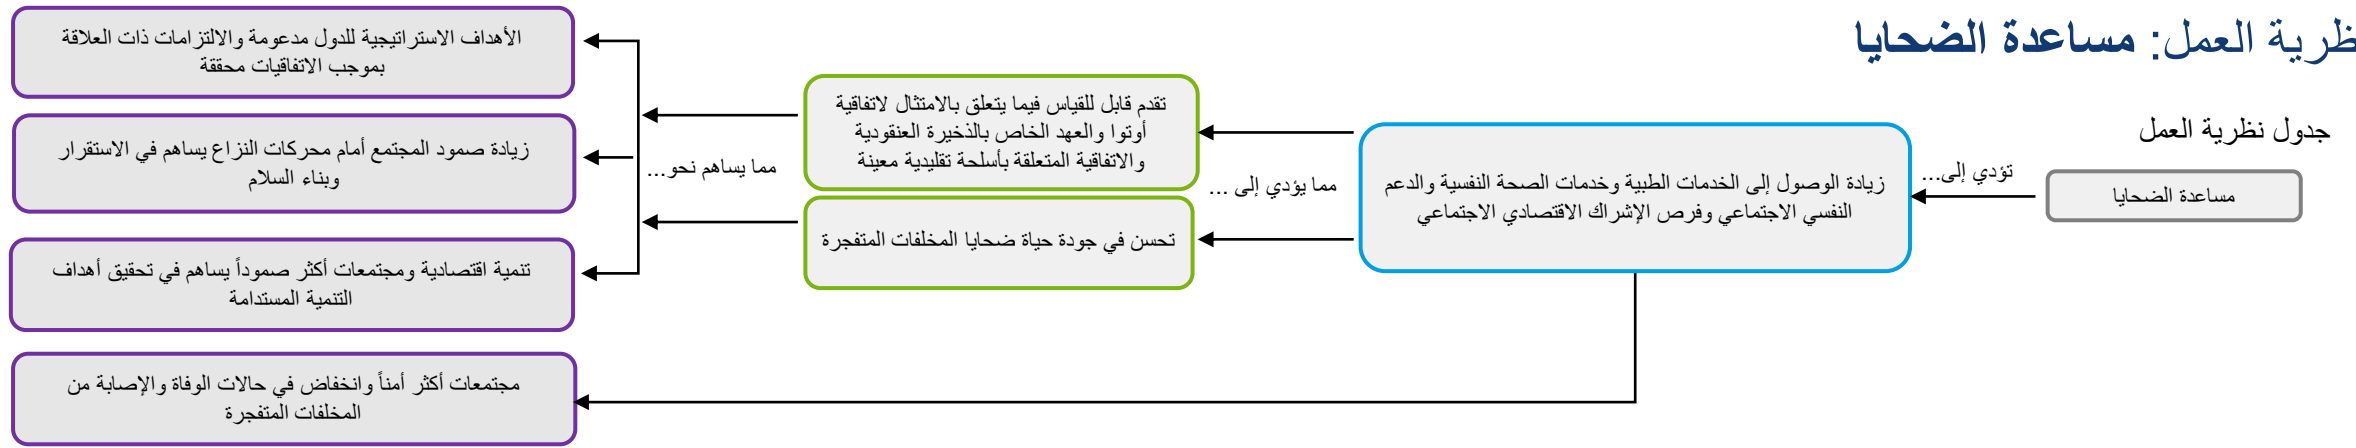 ظرية العمل: مساعدة الضحايا
جدول نظرية العمل
مساعدة الضحايا
تؤدي إلى...
زيادة الوصول إلى الخدمات الطبية وخدمات الصحة النفسية والدعم
النفسي الاجتماعي وفرص الإشراك الاقتصادي الاجتماعي
مما يؤدي إلى ...
تقدم قابل للقياس فيما يتعلق بالامتثال لاتفاقية
أوتوا والعهد الخاص بالذخيرة العنقودية
والاتفاقية المتعلقة بأسلحة تقليدية معينة
تحسن في جودة حياة ضحايا المخلفات المتفجرة
مما يساهم نحو...
الأهداف الاستراتيجية للدول مدعومة والالتزامات ذات العلاقة
بموجب الاتفاقيات محققة
زيادة صمود المجتمع أمام محركات النزاع يساهم في الاستقرار
وبناء السلام
تنمية اقتصادية ومجتمعات أكثر صموداً يساهم في تحقيق أهداف
التنمية المستدامة
مجتمعات أكثر أمناً وانخفاض في حالات الوفاة والإصابة من
المخلفات المتفجرة